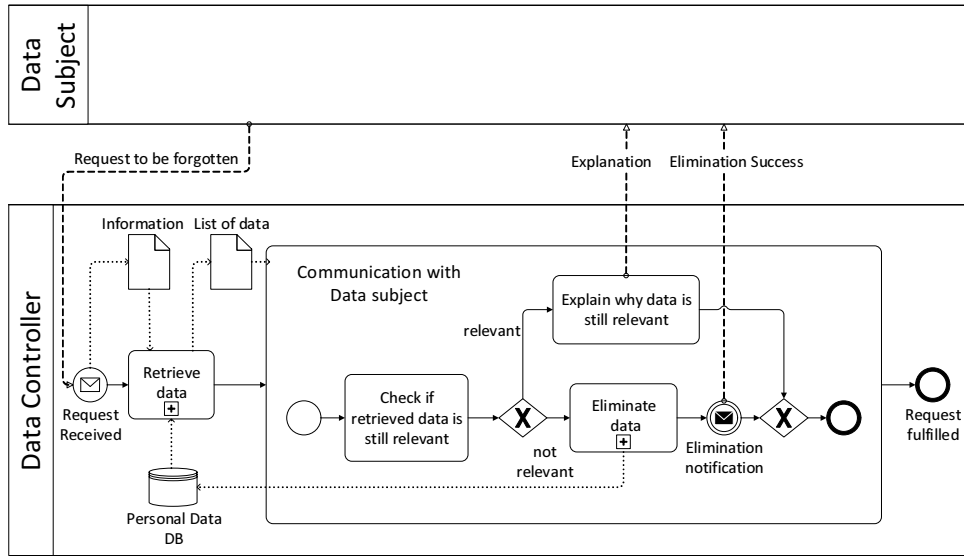 Data
Subject
Request to be forgotten
Explanation
Elimination Success
Data Controller
Information
List of data
Communication with
Data subject
Explain why data is
still relevant
relevant
Retrieve
data
Request
Received
Check if
retrieved data is
still relevant
X
not
relevant
Eliminate
data
Elimination
notification
X
Request
fulfilled
Personal Data
DB